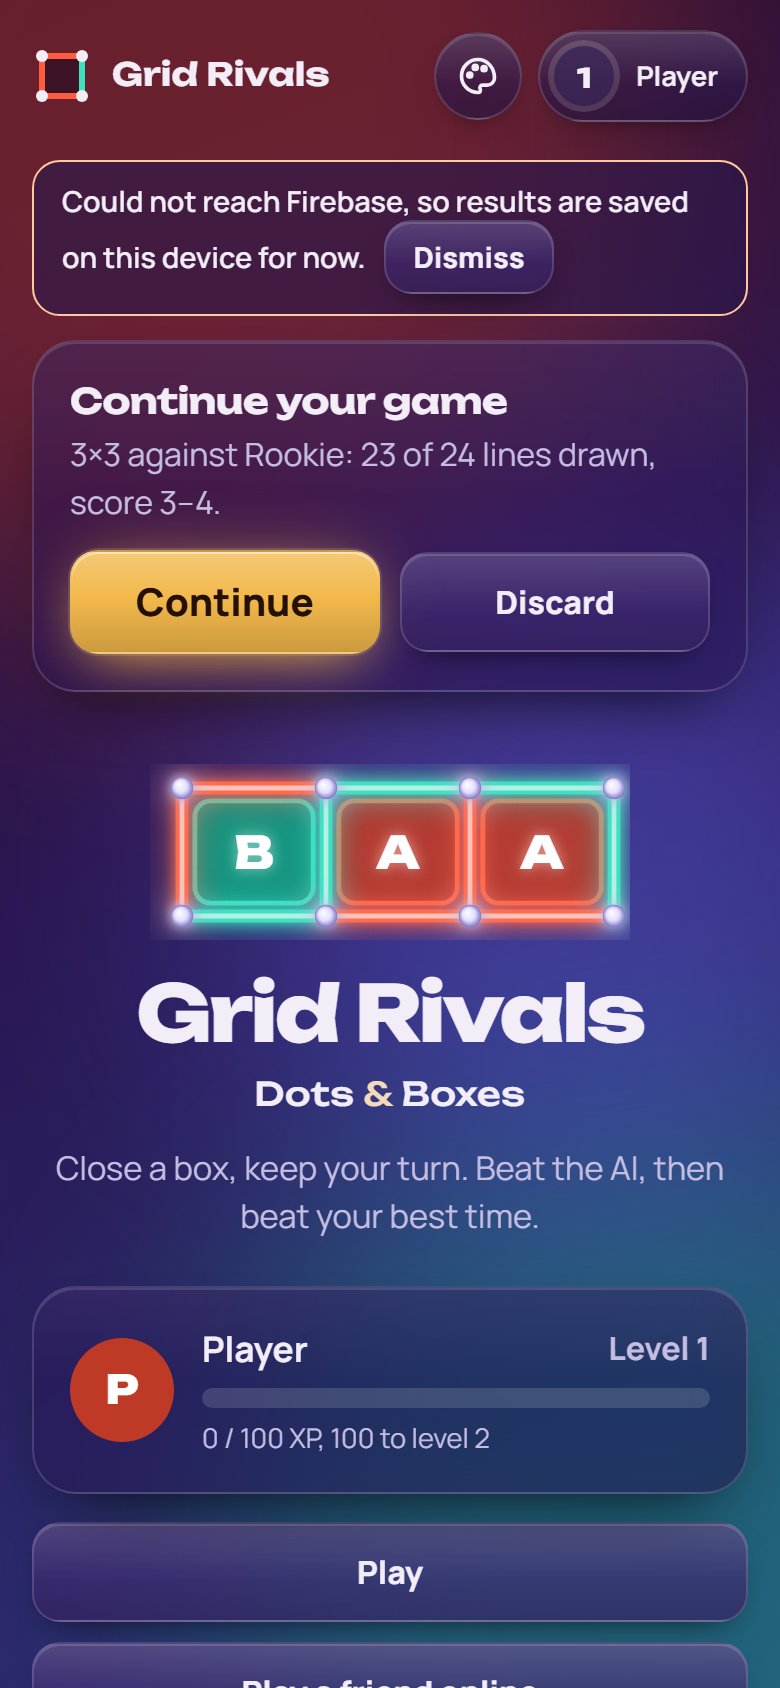 Grid Rivals
1 Player
Could not reach Firebase, so results are saved
on this device for now. Dismiss
Continue your game
3×3 against Rookie: 23 of 24 lines drawn,
score 3–4.
Continue Discard
B A A
Grid Rivals
Dots & Boxes
Close a box, keep your turn. Beat the AI, then
beat your best time.
P
Player Level 1
0 / 100 XP, 100 to level 2
Play
Play a friend online